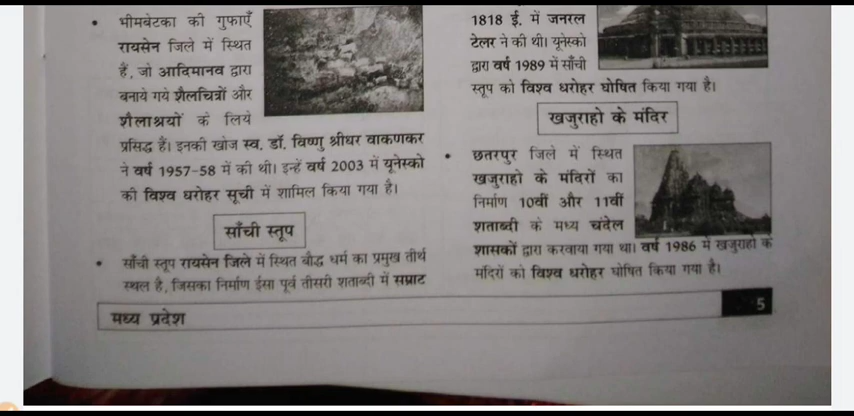 भीमबेटका की गुफाएँ
रायसेन जिले में स्थित
हैं, जो आदिमानव द्वारा
बनाये गये शैलचित्रों और
शैलाश्रयों के लिये
प्रसिद्ध हैं। इनकी खोज स्व. डॉ. विष्णु श्रीधर वाकणकर
ने वर्ष 1957-58 में की थी। इन्हें वर्ष 2003 में यूनेस्को
की विश्व धरोहर सूची में शामिल किया गया है।
साँची स्तूप
साँची स्तूप रायसेन जिले में स्थित बौद्ध धर्म का प्रमुख तीर्थ
स्थल है, जिसका निर्माण ईसा पूर्व तीसरी शताब्दी में सम्राट
1818 ई. में जनरल
टेलर ने की थी। यूनेस्को
द्वारा वर्ष 1989 में साँची
स्तूप को विश्व धरोहर घोषित किया गया है।
खजुराहो के मंदिर
छतरपुर जिले में स्थित
खजुराहो के मंदिरों का
निर्माण 10वीं और 11वीं
शताब्दी के मध्य चंदेल
शासकों द्वारा करवाया गया था। वर्ष 1986 में खजुराहो के
मंदिरों को विश्व धरोहर घोषित किया गया है।
मध्य प्रदेश
5